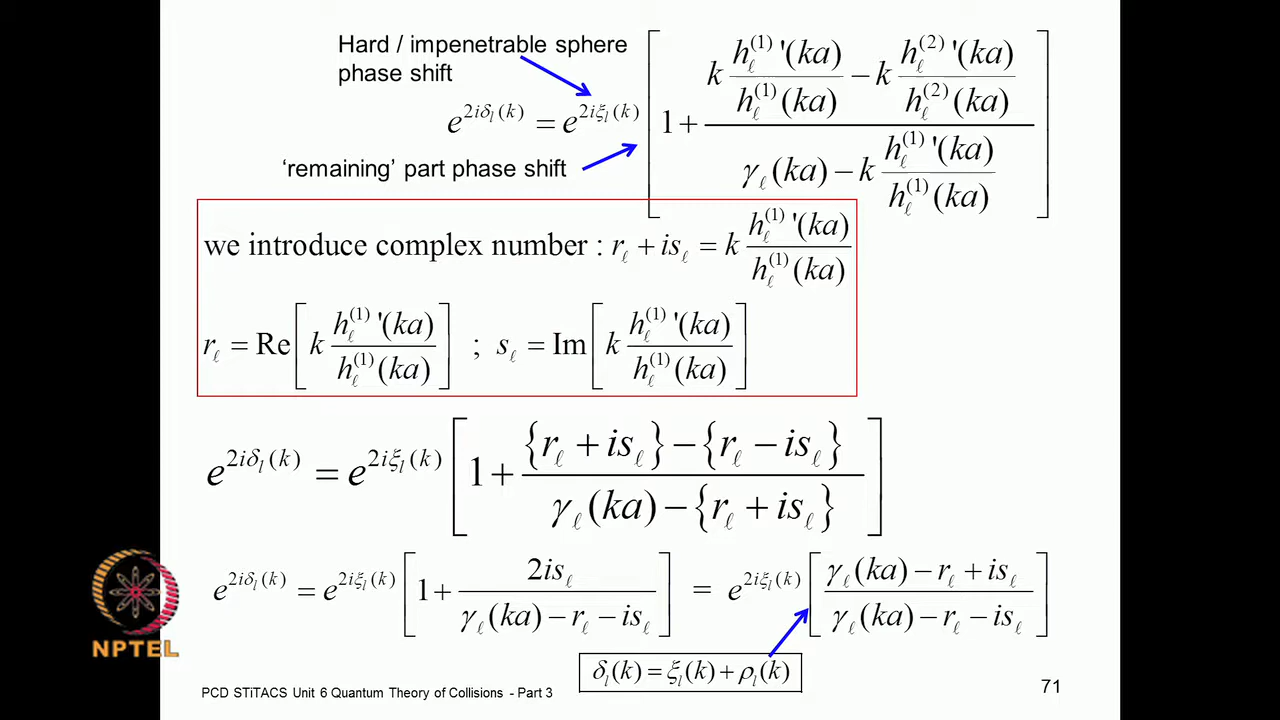 Hard / impenetrable sphere
phase shift
e^{2iδ_l(k)} = e^{2iξ_l(k)} [ 1 + ( k h_ℓ^{(1)} '(ka) / h_ℓ^{(1)}(ka) − k h_ℓ^{(2)} '(ka) / h_ℓ^{(2)}(ka) ) / ( γ_ℓ(ka) − k h_ℓ^{(1)} '(ka) / h_ℓ^{(1)}(ka) ) ]
'remaining' part phase shift
we introduce complex number : r_ℓ + is_ℓ = k h_ℓ^{(1)} '(ka) / h_ℓ^{(1)}(ka)
r_ℓ = Re[ k h_ℓ^{(1)} '(ka) / h_ℓ^{(1)}(ka) ] ; s_ℓ = Im[ k h_ℓ^{(1)} '(ka) / h_ℓ^{(1)}(ka) ]
e^{2iδ_l(k)} = e^{2iξ_l(k)} [ 1 + ( {r_ℓ + is_ℓ} − {r_ℓ − is_ℓ} ) / ( γ_ℓ(ka) − {r_ℓ + is_ℓ} ) ]
e^{2iδ_l(k)} = e^{2iξ_l(k)} [ 1 + 2is_ℓ / ( γ_ℓ(ka) − r_ℓ − is_ℓ ) ] = e^{2iξ_l(k)} [ ( γ_ℓ(ka) − r_ℓ + is_ℓ ) / ( γ_ℓ(ka) − r_ℓ − is_ℓ ) ]
NPTEL
δ_l(k) = ξ_l(k) + ρ_l(k)
PCD STiTACS Unit 6 Quantum Theory of Collisions - Part 3
71